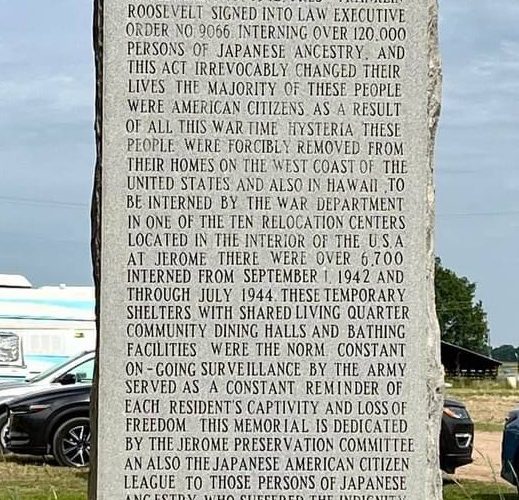 ROOSEVELT SIGNED INTO LAW EXECUTIVE
ORDER NO. 9066 INTERNING OVER 120,000
PERSONS OF JAPANESE ANCESTRY, AND
THIS ACT IRREVOCABLY CHANGED THEIR
LIVES. THE MAJORITY OF THESE PEOPLE
WERE AMERICAN CITIZENS. AS A RESULT
OF ALL THIS WAR TIME HYSTERIA THESE
PEOPLE WERE FORCIBLY REMOVED FROM
THEIR HOMES ON THE WEST COAST OF THE
UNITED STATES AND ALSO IN HAWAII ,TO
BE INTERNED BY THE WAR DEPARTMENT
IN ONE OF THE TEN RELOCATION CENTERS
LOCATED IN THE INTERIOR OF THE U.S.A.
AT JEROME THERE WERE OVER 6,700
INTERNED FROM SEPTEMBER 1, 1942 AND
THROUGH JULY 1944. THESE TEMPORARY
SHELTERS WITH SHARED LIVING QUARTER
COMMUNITY DINING HALLS AND BATHING
FACILITIES WERE THE NORM. CONSTANT
ON-GOING SURVEILLANCE BY THE ARMY
SERVED AS A CONSTANT REMINDER OF
EACH RESIDENT'S CAPTIVITY AND LOSS OF
FREEDOM. THIS MEMORIAL IS DEDICATED
BY THE JEROME PRESERVATION COMMITTEE
AN ALSO THE JAPANESE AMERICAN CITIZEN
LEAGUE TO THOSE PERSONS OF JAPANESE
ANCESTRY WHO SUFFERED THE